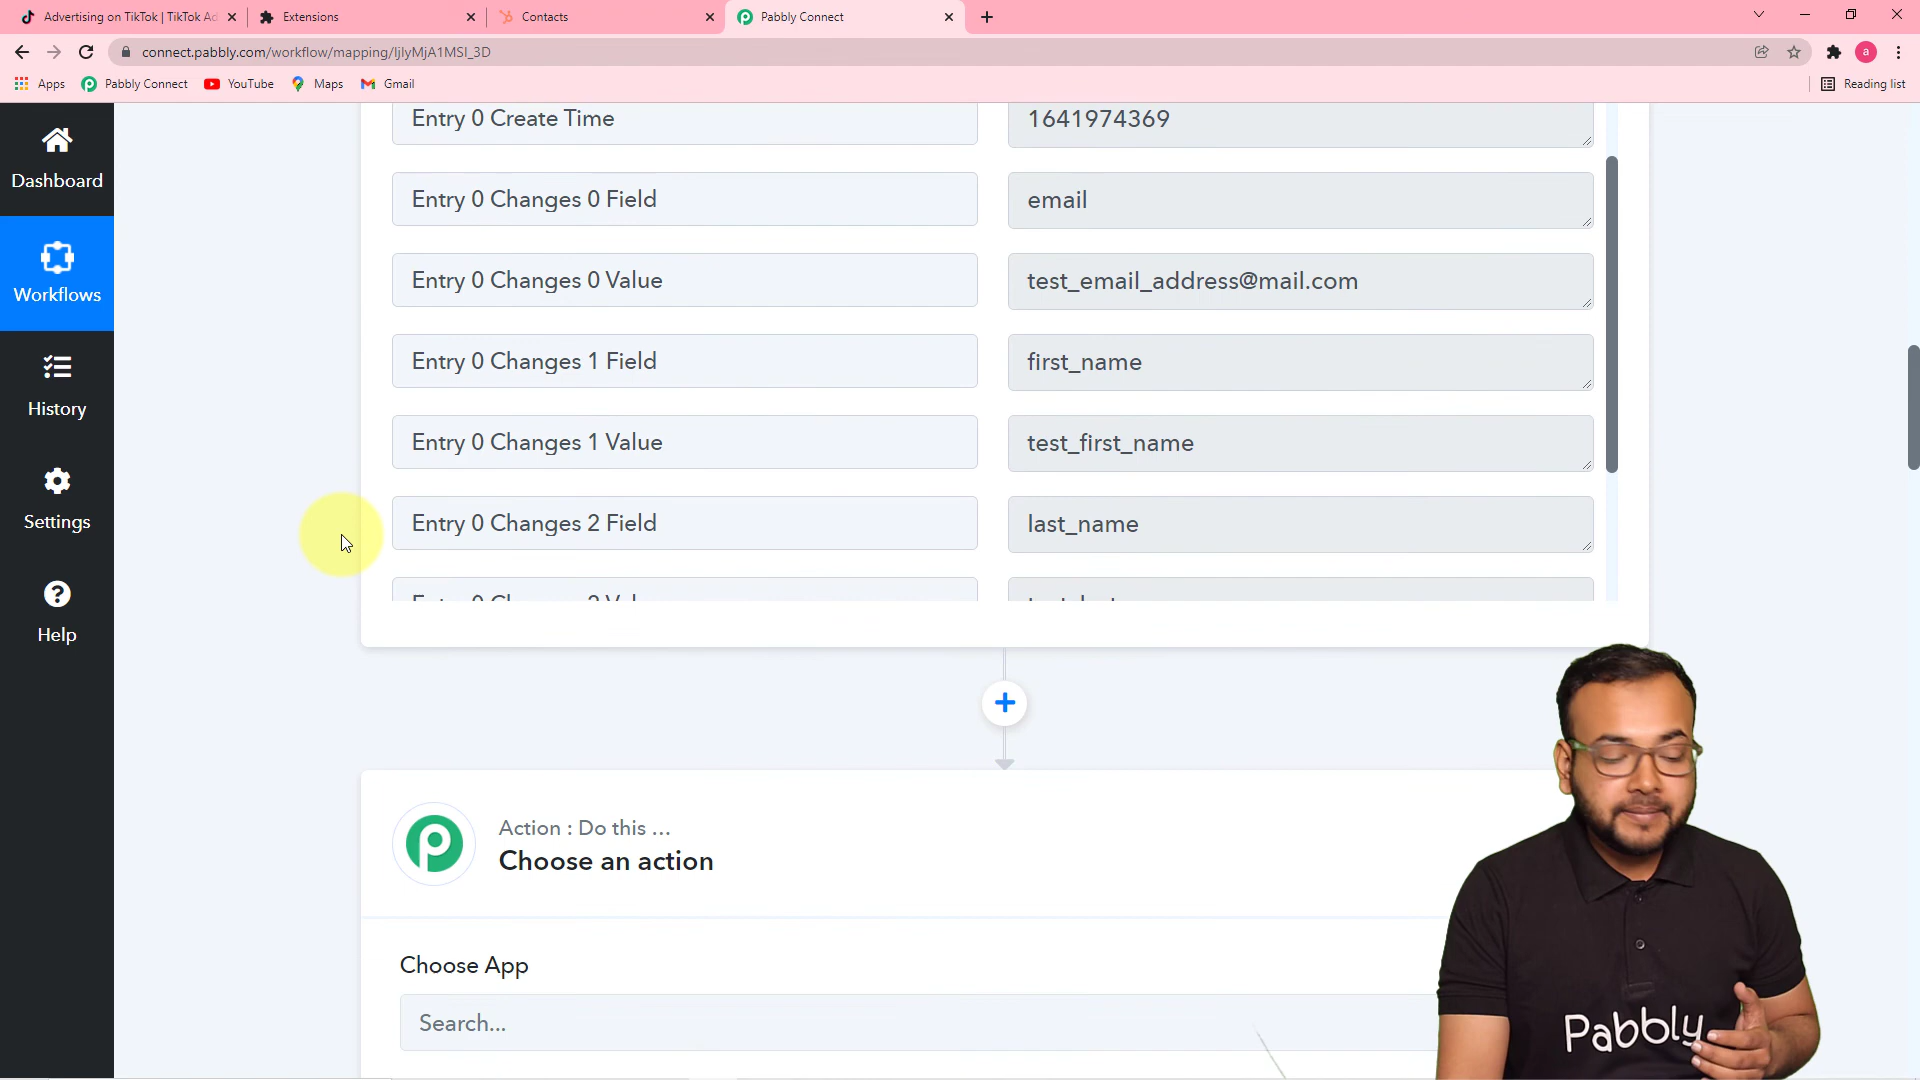 Advertising on TikTok | TikTok Ad
Extensions
Contacts
Pabbly Connect
connect.pabbly.com/workflow/mapping/IjIyMjA1MSI_3D
a
Apps
Pabbly Connect
YouTube
Maps
Gmail
Reading list
Dashboard
Workflows
History
Settings
Help
Entry 0 Create Time
1641974369
Entry 0 Changes 0 Field
email
Entry 0 Changes 0 Value
test_email_address@mail.com
Entry 0 Changes 1 Field
first_name
Entry 0 Changes 1 Value
test_first_name
Entry 0 Changes 2 Field
last_name
Action : Do this ...
Choose an action
Choose App
Search...
Pabbly